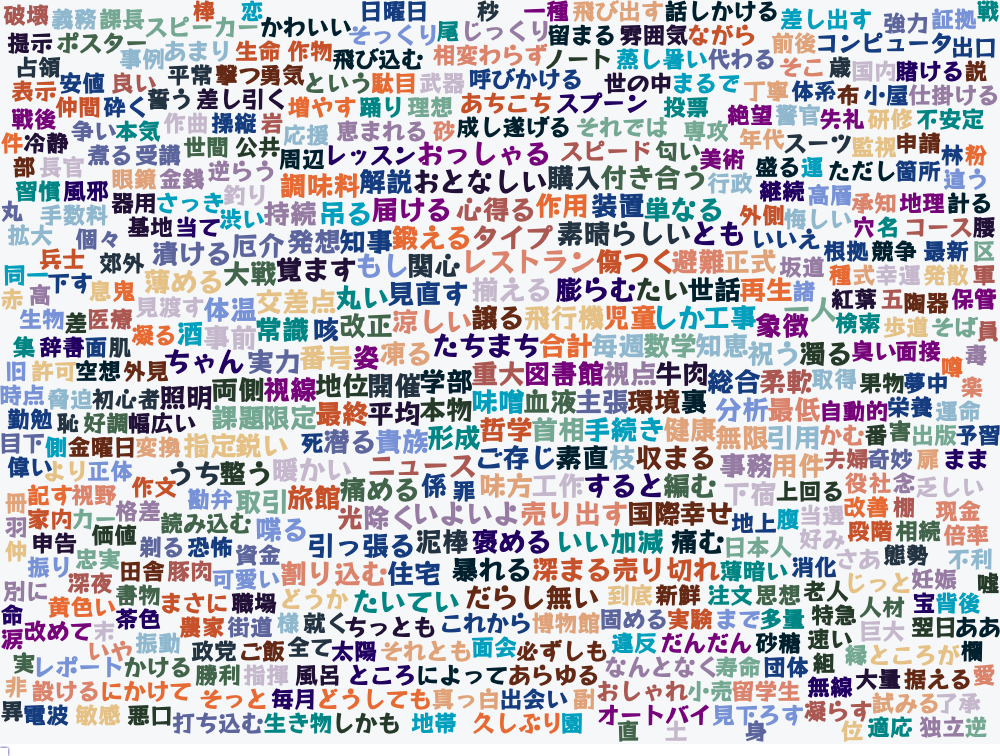 破壊 義務 課長 スピーカー 棒 恋 かわいい 日曜日 そっくり 尾 秒 じっくり 一種 飛び出す 話しかける 差し出す 強力 証拠 戦
提示 ポスター 事例 あまり 生命 作物 飛び込む 相変わらず ノート 留まる 雰囲気 ながら 蒸し暑い 代わる 前後 コンピュータ 出口
占領 表示 安値 良い 平常 撃つ 勇気 という 駄目 武器 呼びかける 世の中 まるで 丁寧 そこ 体系 歳 布 国内 小屋 賭ける 仕掛ける 説
戦後 仲間 砕く 誓う 差し引く 増やす 踊り 理想 あちこち スプーン 投票 絶望 警官 失礼 研修 不安定
件 冷静 争い 本気 作曲 操縦 岩 応援 恵まれる 砂 成し遂げる それでは 専攻 年代 スーツ 監視 申請 林 粉
部 長官 煮る 受講 世間 公共 周辺 レッスン おっしゃる スピード 匂い 美術 盛る 運 ただし 箇所 違う
習慣 風邪 眼鏡 金銭 逆らう 釣り 調味料 解説 おとなしい 購入 付き合う 行政 継続 高層 承知 地理 計る
丸 手数料 器用 さっき 渋い 持続 吊る 届ける 心得る 作用 装置 単なる 外側 悔しい 穴 名 コース 腰
拡大 個々 基地 当て 漬ける 厄介 発想 知事 鍛える タイプ 素晴らしい とも いいえ 根拠 競争 最新 区
兵士 郊外 同一 下す 薄める 大戦 覚ます もし 関心 レストラン 傷つく 避難 正式 坂道 種 式 幸運 発散 軍
赤 高 息 鬼 見渡す 体温 交差点 丸い 見直す 揃える 膨らむ たい 世話 再生 諸 人 紅葉 五 陶器 保管
生物 差 医療 凝る 酒 事前 常識 咳 改正 涼しい 譲る 飛行機 児童 しか 工事 象徴 検索 歩道 そば 員
集 辞書 面 肌 ちゃん 実力 番号 姿 凍る たちまち 合計 毎週 数学 知恵 祝う 濁る 臭い 面接 噂 毒
旧 許可 空想 外見 両側 視線 地位 開催 学部 重大 図書館 視点 牛肉 総合 柔軟 取得 果物 夢中 楽
時点 脅迫 初心者 照明 課題 限定 最終 平均 本物 味噌 血液 主張 環境 裏 分析 最低 自動的 栄養 運命
勤勉 恥 好調 幅広い 死 潜る 貴族 形成 哲学 首相 手続き 健康 無限 引用 かむ 番 害 出版 予習
目下 側 金曜日 変換 指定 鋭い うち 整う 暖かい ニュース ご存じ 素直 枝 収まる 事務 用件 夫婦 奇妙 扉 まま
偉い より 正体 作文 勘弁 取引 旅館 痛める 係 罪 味方 工作 すると 編む 下宿 上回る 役社 念 乏しい
冊 記す 視野 格差 光 除く いよいよ 売り出す 国際 幸せ 地上 腹 当選 改善 棚 現金
羽 家内 カー 価値 読み込む 喋る 引っ張る 泥棒 褒める いい加減 痛む 日本人 好み 段階 相続 倍率
仲 申告 忠実 剃る 恐怖 資金 さあ 態勢 不利
振り 深夜 田舎 豚肉 可愛い 割り込む 住宅 暴れる 深まる 売り切れ 薄暗い 消化 じっと 妊娠 嘘
別に 黄色い 書物 まさに 職場 どうか たいてい だらし無い 到底 新鮮 注文 思想 老人 人材 宝 背後
命 涙 改めて 末 茶色 農家 街道 様 就く ちっとも これから 博物館 固める 実験 まで 多量 特急 巨大 翌日 ああ
いや 振動 政党 ご飯 全て 太陽 それとも 面会 必ずしも 違反 だんだん 砂糖 速い 縁 ところが 欄
実 レポート かける 勝利 指揮 風呂 ところ によって あらゆる なんとなく 寿命 団体 組 無線 大量 据える 愛
非 設ける にかけて そっと 毎月 どうしても 真っ白 出会い 副 おしゃれ 小売 留学生 凝らす 試みる 了承
異 電波 敏感 悪口 打ち込む 生き物 しかも 地帯 久しぶり 園 オートバイ 見下ろす 直 土 身 位 適応 独立 逆